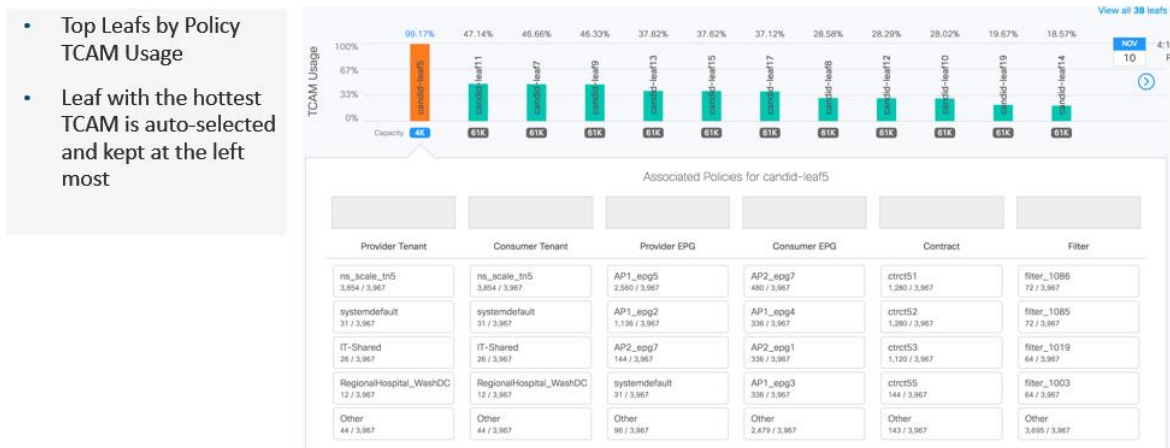 • Top Leafs by Policy
TCAM Usage
• Leaf with the hottest
TCAM is auto-selected
and kept at the left
most
View all 38 leafs
99.17% 47.14% 46.66% 46.33% 37.82% 37.62% 37.12% 28.58% 28.29% 28.02% 19.67% 18.57%
NOV
10
TCAM Usage
100%
67%
33%
0%
candid-leaf5 candid-leaf11 candid-leaf7 candid-leaf9 candid-leaf13 candid-leaf15 candid-leaf17 candid-leaf8 candid-leaf12 candid-leaf10 candid-leaf19 candid-leaf14
Capacity 4K 61K 61K 61K 61K 61K 61K 61K 61K 61K 61K 61K
Associated Policies for candid-leaf5
Provider Tenant Consumer Tenant Provider EPG Consumer EPG Contract Filter
ns_scale_tn5 ns_scale_tn5 AP1_epg5 AP2_epg7 ctrct51 filter_1086
3,854 / 3,967 3,854 / 3,967 2,560 / 3,967 480 / 3,967 1,280 / 3,967 72 / 3,967
systemdefault systemdefault AP1_epg2 AP1_epg4 ctrct52 filter_1085
31 / 3,967 31 / 3,967 1,136 / 3,967 336 / 3,967 1,280 / 3,967 72 / 3,967
IT-Shared IT-Shared AP2_epg7 AP2_epg1 ctrct53 filter_1019
26 / 3,967 26 / 3,967 144 / 3,967 336 / 3,967 1,120 / 3,967 64 / 3,967
RegionalHospital_WashDC RegionalHospital_WashDC systemdefault AP1_epg3 ctrct55 filter_1003
12 / 3,967 12 / 3,967 31 / 3,967 336 / 3,967 144 / 3,967 64 / 3,967
Other Other Other Other Other Other
44 / 3,967 44 / 3,967 96 / 3,967 2,479 / 3,967 143 / 3,967 3,695 / 3,967